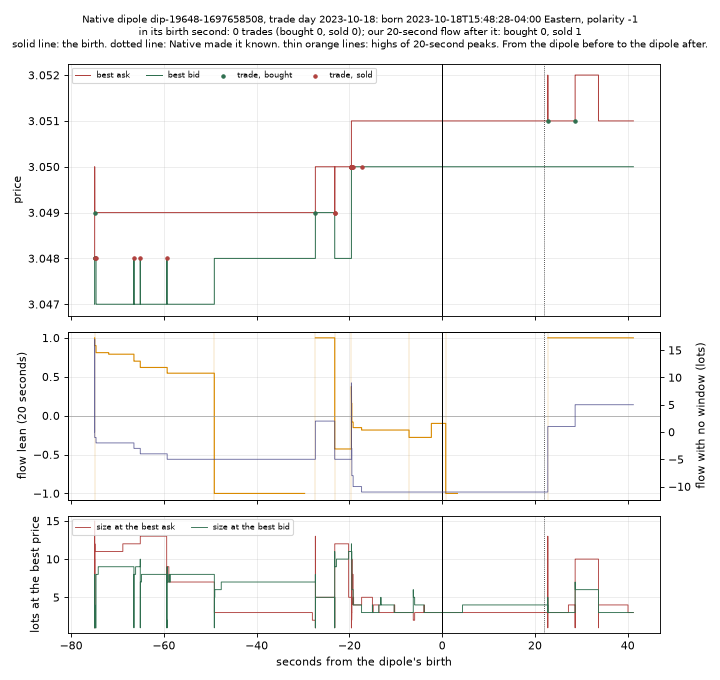 Native dipole dip-19648-1697658508, trade day 2023-10-18: born 2023-10-18T15:48:28-04:00 Eastern, polarity -1
in its birth second: 0 trades (bought 0, sold 0); our 20-second flow after it: bought 0, sold 1
solid line: the birth. dotted line: Native made it known. thin orange lines: highs of 20-second peaks. From the dipole before to the dipole after.
best ask
best bid
trade, bought
trade, sold
3.052
3.051
3.050
3.049
3.048
3.047
price
1.0
0.5
0.0
−0.5
−1.0
flow lean (20 seconds)
15
10
5
0
−5
−10
flow with no window (lots)
size at the best ask
size at the best bid
15
10
5
lots at the best price
−80
−60
−40
−20
0
20
40
seconds from the dipole's birth